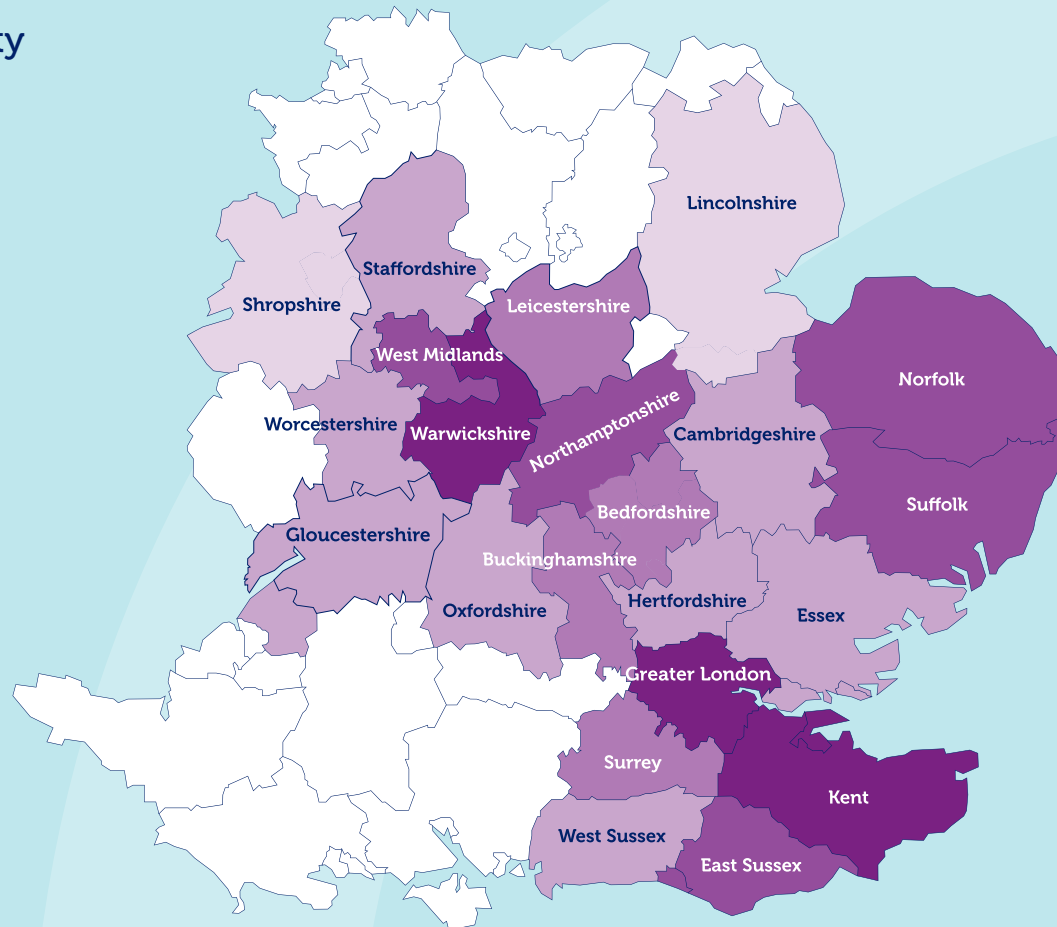 ty
Lincolnshire
Staffordshire
Shropshire
Leicestershire
West Midlands
Norfolk
Northamptonshire
Worcestershire
Warwickshire
Cambridgeshire
Suffolk
Bedfordshire
Gloucestershire
Buckinghamshire
Hertfordshire
Oxfordshire
Essex
Greater London
Surrey
Kent
West Sussex
East Sussex